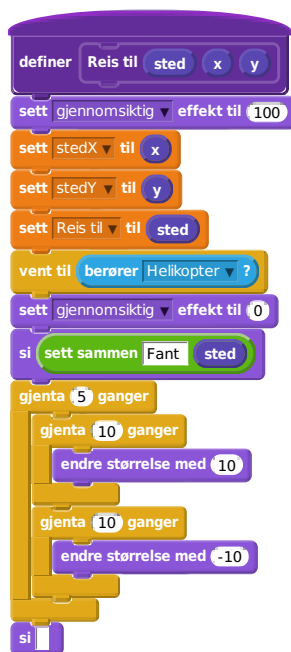 definer Reis til sted x y
sett gjennomsiktig effekt til 100
sett stedX til x
sett stedY til y
sett Reis til til sted
vent til berører Helikopter ?
sett gjennomsiktig effekt til 0
si sett sammen Fant sted
gjenta 5 ganger
gjenta 10 ganger
endre størrelse med 10
gjenta 10 ganger
endre størrelse med -10
si